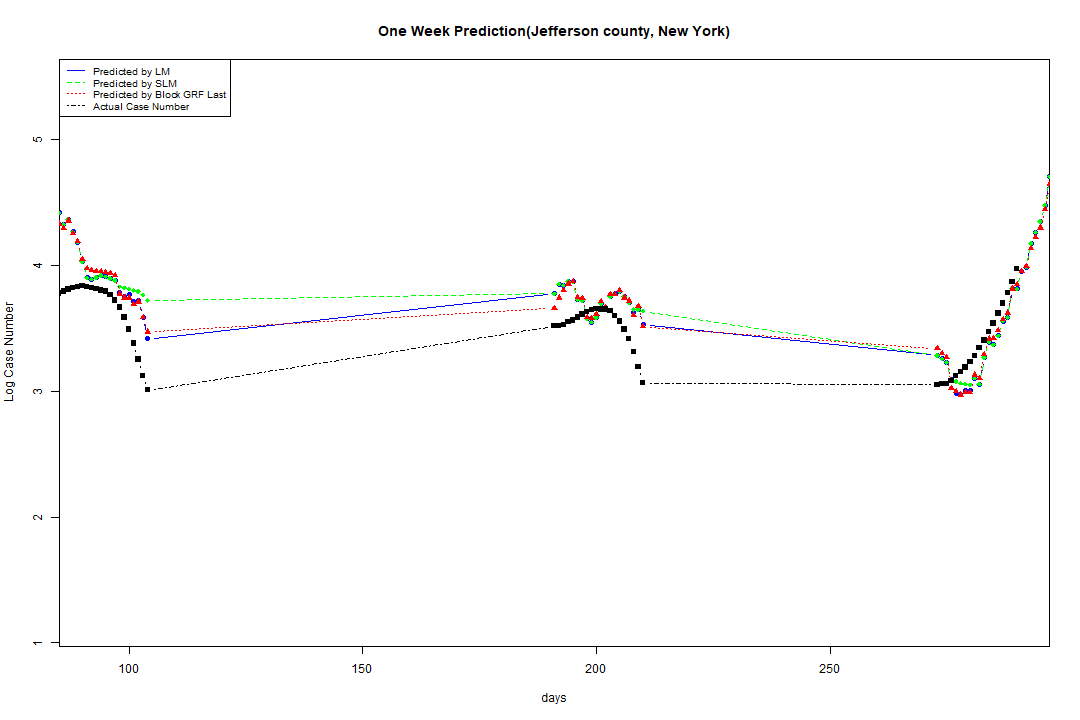 One Week Prediction(Jefferson county, New York)
Predicted by LM
Predicted by SLM
Predicted by Block GRF Last
Actual Case Number
5
4
3
2
1
Log Case Number
100 150 200 250
days